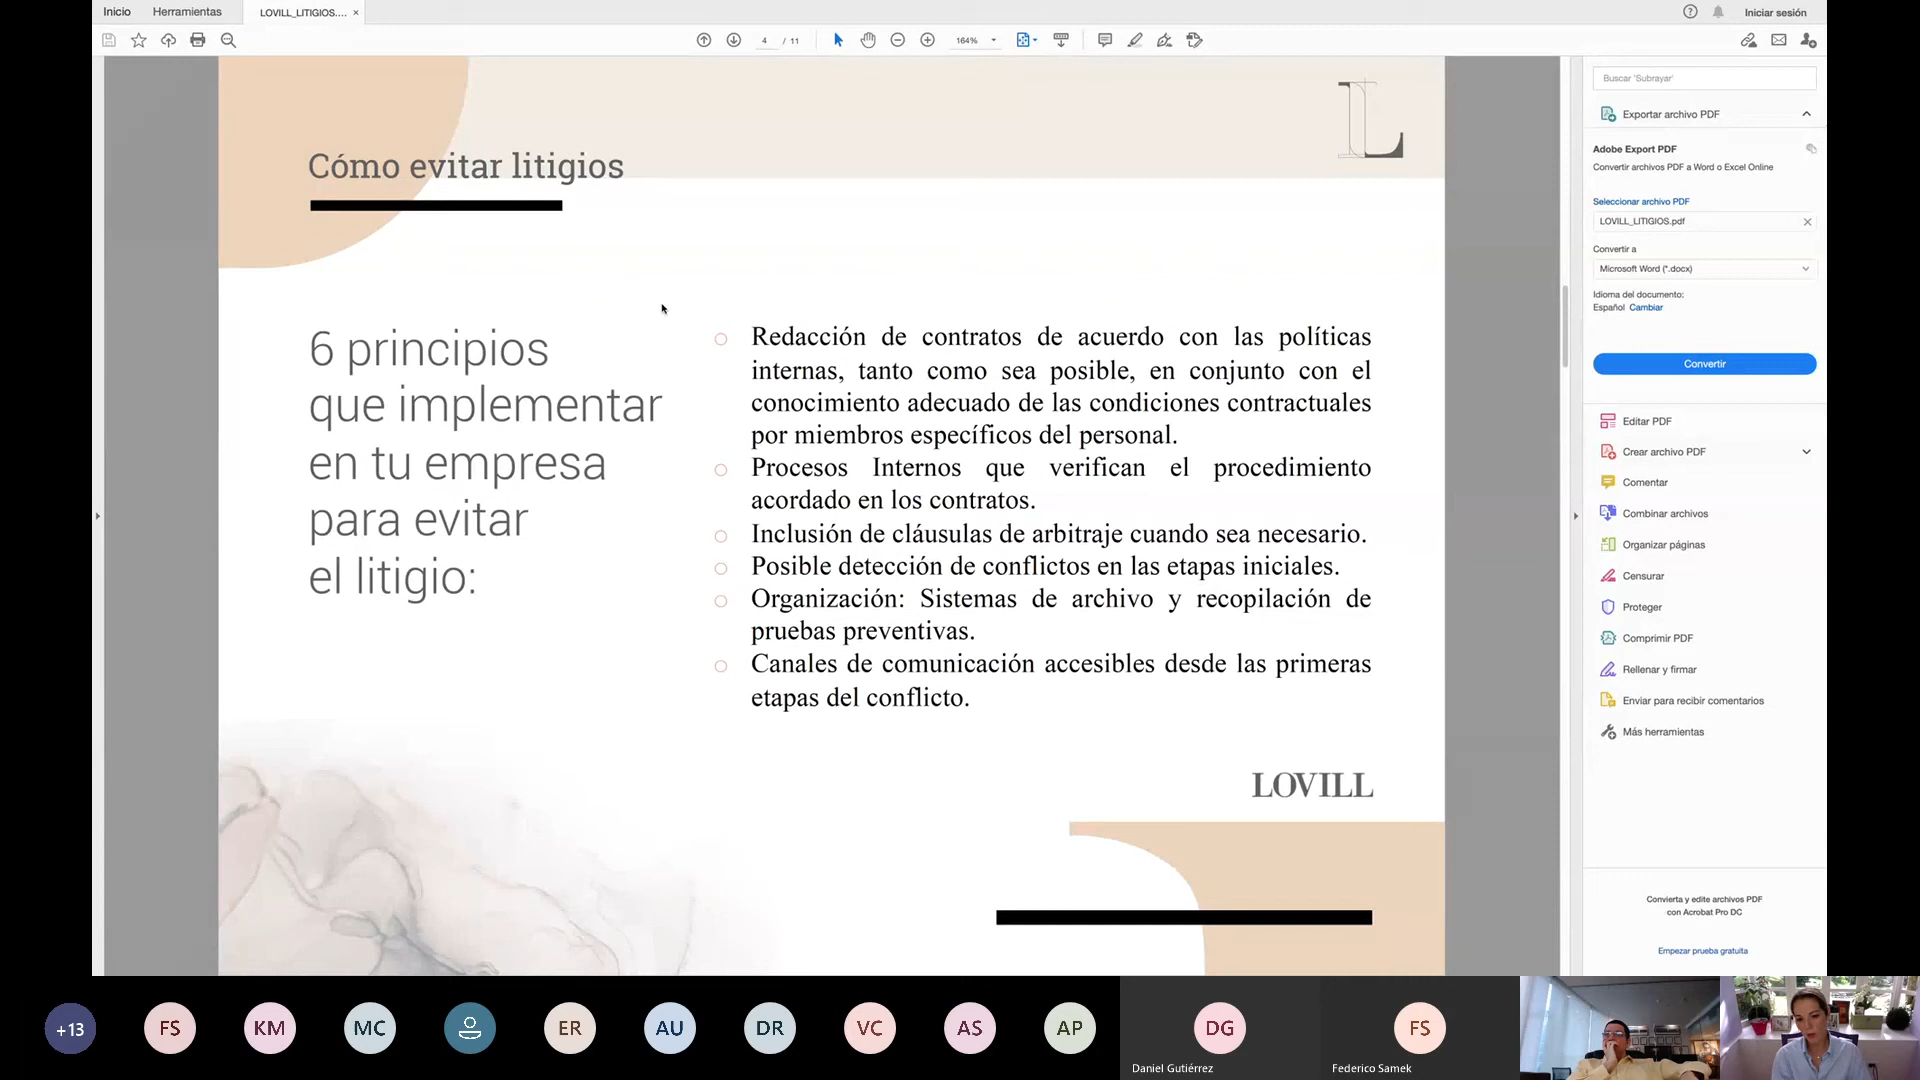 Inicio
Herramientas
LOVILL_LITIGIOS....
Iniciar sesión
4 / 11
164%
Cómo evitar litigios
L
6 principios
que implementar
en tu empresa
para evitar
el litigio:
Redacción de contratos de acuerdo con las políticas
internas, tanto como sea posible, en conjunto con el
conocimiento adecuado de las condiciones contractuales
por miembros específicos del personal.
Procesos Internos que verifican el procedimiento
acordado en los contratos.
Inclusión de cláusulas de arbitraje cuando sea necesario.
Posible detección de conflictos en las etapas iniciales.
Organización: Sistemas de archivo y recopilación de
pruebas preventivas.
Canales de comunicación accesibles desde las primeras
etapas del conflicto.
LOVILL
Buscar 'Subrayar'
Exportar archivo PDF
Adobe Export PDF
Convertir archivos PDF a Word o Excel Online
Seleccionar archivo PDF
LOVILL_LITIGIOS.pdf
Convertir a
Microsoft Word (*.docx)
Idioma del documento:
Español Cambiar
Convertir
Editar PDF
Crear archivo PDF
Comentar
Combinar archivos
Organizar páginas
Censurar
Proteger
Comprimir PDF
Rellenar y firmar
Enviar para recibir comentarios
Más herramientas
Convierta y edite archivos PDF
con Acrobat Pro DC
Empezar prueba gratuita
+13
FS
KM
MC
ER
AU
DR
VC
AS
AP
DG
Daniel Gutiérrez
FS
Federico Samek